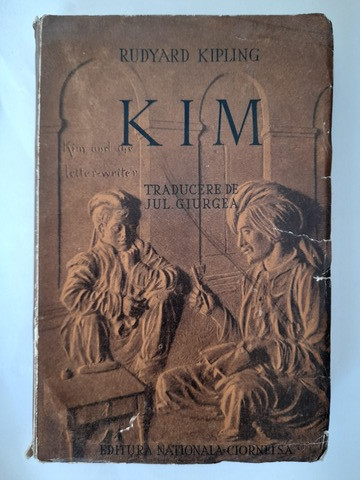 RUDYARD KIPLING
KIM
Kim and the
letter-writer
TRADUCERE DE
JUL. GIURGEA
EDITURA NATIONALA-CIORNEI S.A.